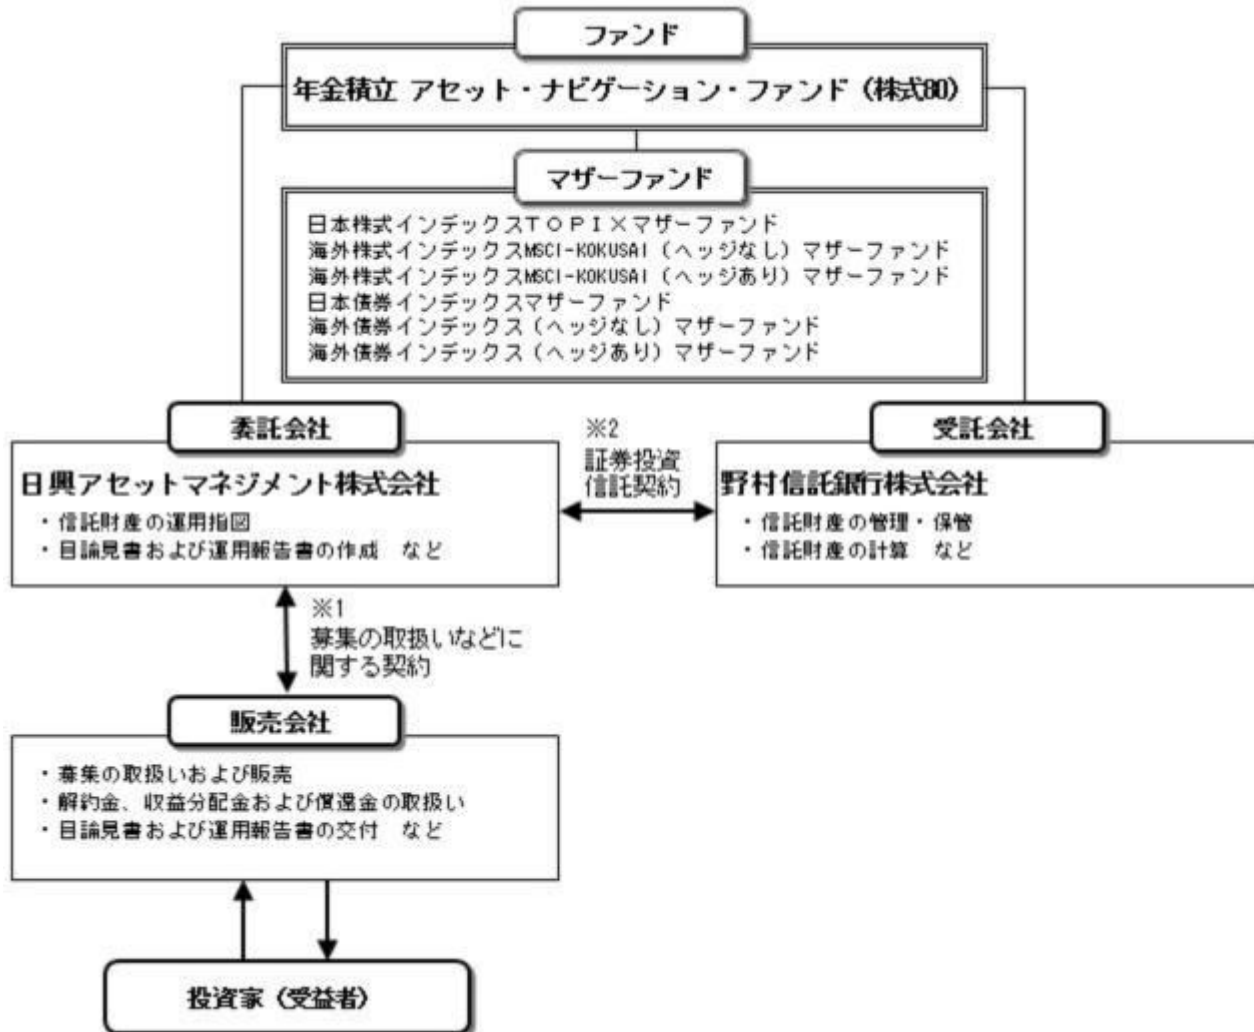 ファンド
年金積立 アセット・ナビゲーション・ファンド（株式80）
マザーファンド
日本株式インデックスＴＯＰＩＸマザーファンド
海外株式インデックスMSCI-KOKUSAI（ヘッジなし）マザーファンド
海外株式インデックスMSCI-KOKUSAI（ヘッジあり）マザーファンド
日本債券インデックスマザーファンド
海外債券インデックス（ヘッジなし）マザーファンド
海外債券インデックス（ヘッジあり）マザーファンド
委託会社
日興アセットマネジメント株式会社
・信託財産の運用指図
・目論見書および運用報告書の作成　など
※2
証券投資
信託契約
受託会社
野村信託銀行株式会社
・信託財産の管理・保管
・信託財産の計算　など
※1
募集の取扱いなどに
関する契約
販売会社
・募集の取扱いおよび販売
・解約金、収益分配金および償還金の取扱い
・目論見書および運用報告書の交付　など
投資家（受益者）